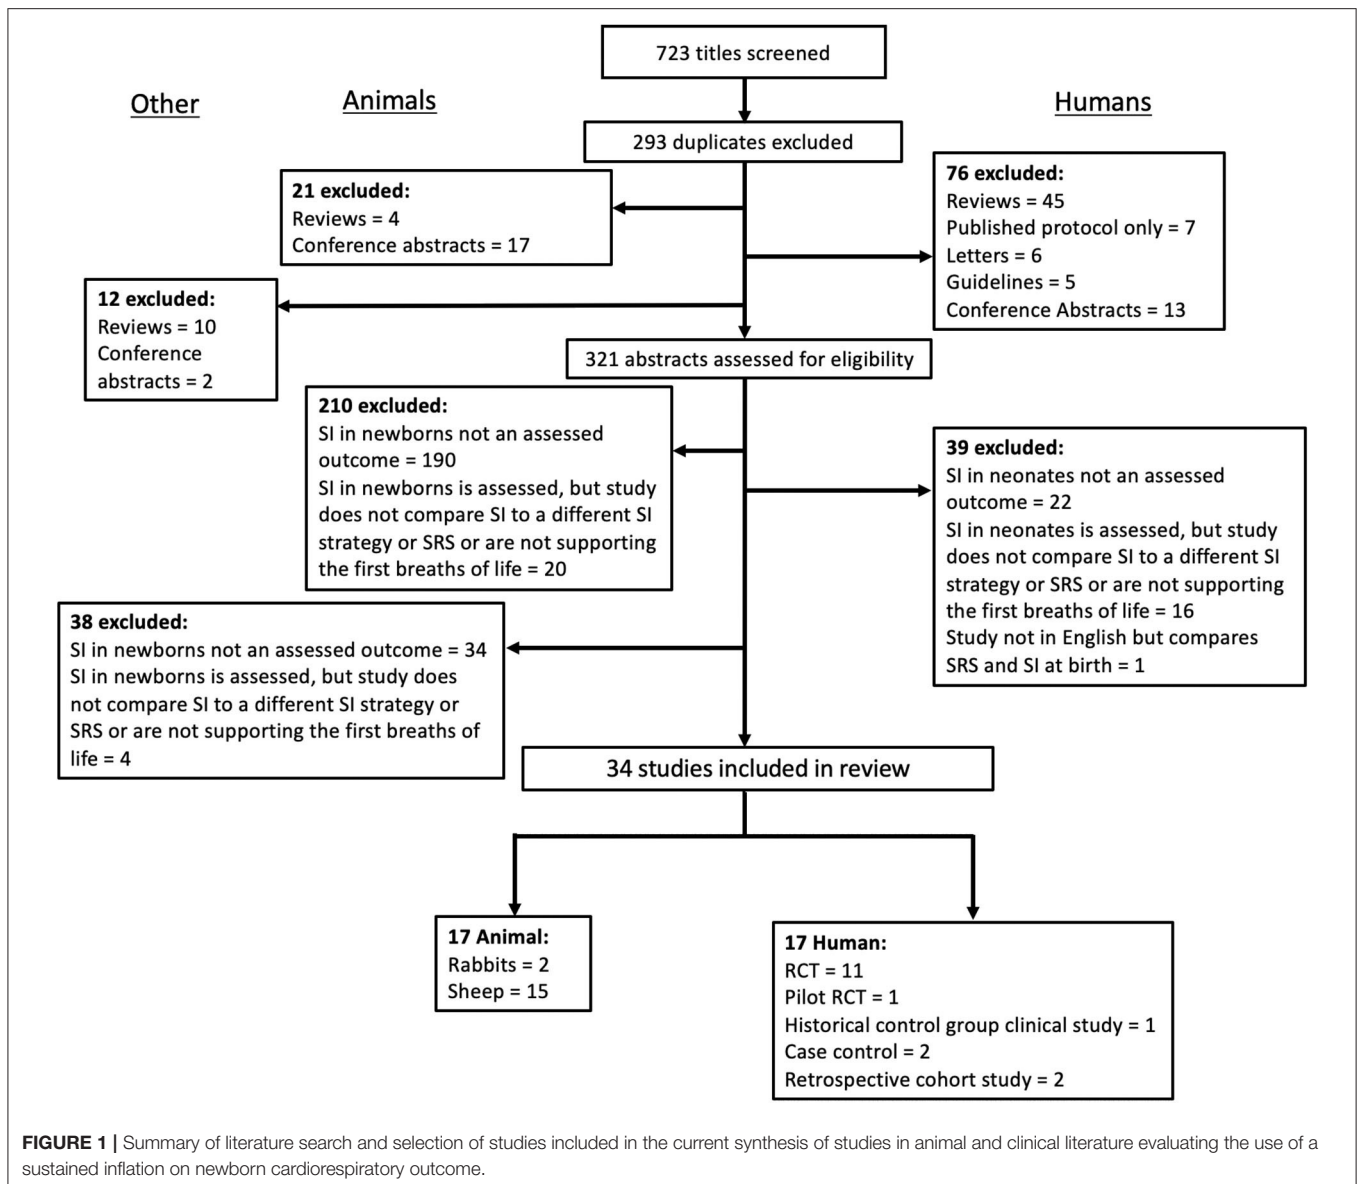 723 titles screened
Other
Animals
Humans
293 duplicates excluded
21 excluded:
Reviews = 4
Conference abstracts = 17
76 excluded:
Reviews = 45
Published protocol only = 7
Letters = 6
Guidelines = 5
Conference Abstracts = 13
12 excluded:
Reviews = 10
Conference
abstracts = 2
321 abstracts assessed for eligibility
210 excluded:
SI in newborns not an assessed
outcome = 190
SI in newborns is assessed, but study
does not compare SI to a different SI
strategy or SRS or are not supporting
the first breaths of life = 20
39 excluded:
SI in neonates not an assessed
outcome = 22
SI in neonates is assessed, but study
does not compare SI to a different SI
strategy or SRS or are not supporting
the first breaths of life = 16
Study not in English but compares
SRS and SI at birth = 1
38 excluded:
SI in newborns not an assessed outcome = 34
SI in newborns is assessed, but study does
not compare SI to a different SI strategy or
SRS or are not supporting the first breaths of
life = 4
34 studies included in review
17 Animal:
Rabbits = 2
Sheep = 15
17 Human:
RCT = 11
Pilot RCT = 1
Historical control group clinical study = 1
Case control = 2
Retrospective cohort study = 2
FIGURE 1 | Summary of literature search and selection of studies included in the current synthesis of studies in animal and clinical literature evaluating the use of a
sustained inflation on newborn cardiorespiratory outcome.